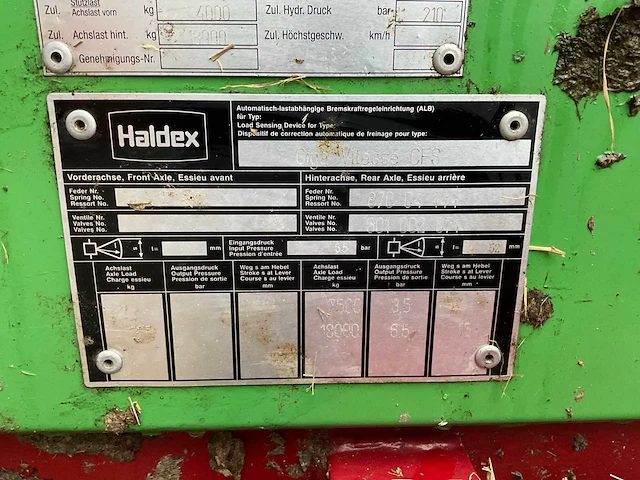 Stützlast
Zul. Achslast vorn kg 4000 Zul. Hydr. Druck bar 210
Zul. Achslast hint. kg Zul. Höchstgeschw. km/h
Genehmigungs-Nr.
Haldex
Automatisch-lastabhängige Bremskraftregeleinrichtung (ALB)
für Typ:
Load Sensing Device for Type:
Dispositif de correction automatique de freinage pour type:
CFS
Vorderachse, Front Axle, Essieu avant Hinterachse, Rear Axle, Essieu arrière
Feder Nr. Feder Nr.
Spring No. Spring No.
Ressort No. Ressort No.
Ventile Nr. Ventile Nr.
Valves No. Valves No.
Valves No. Valves No.
l= mm Eingangsdruck Input Pressure Pression d'entrée 6.5 bar l= mm
Achslast Ausgangsdruck Weg s am Hebel Achslast Ausgangsdruck Weg s am Hebel
Axle Load Output Pressure Stroke s at Lever Axle Load Output Pressure Stroke s at Lever
Charge essieu Pression de sortie Course s au levier Charge essieu Pression de sortie Course s au levier
kg bar mm kg bar mm
3,5
10000 6.5